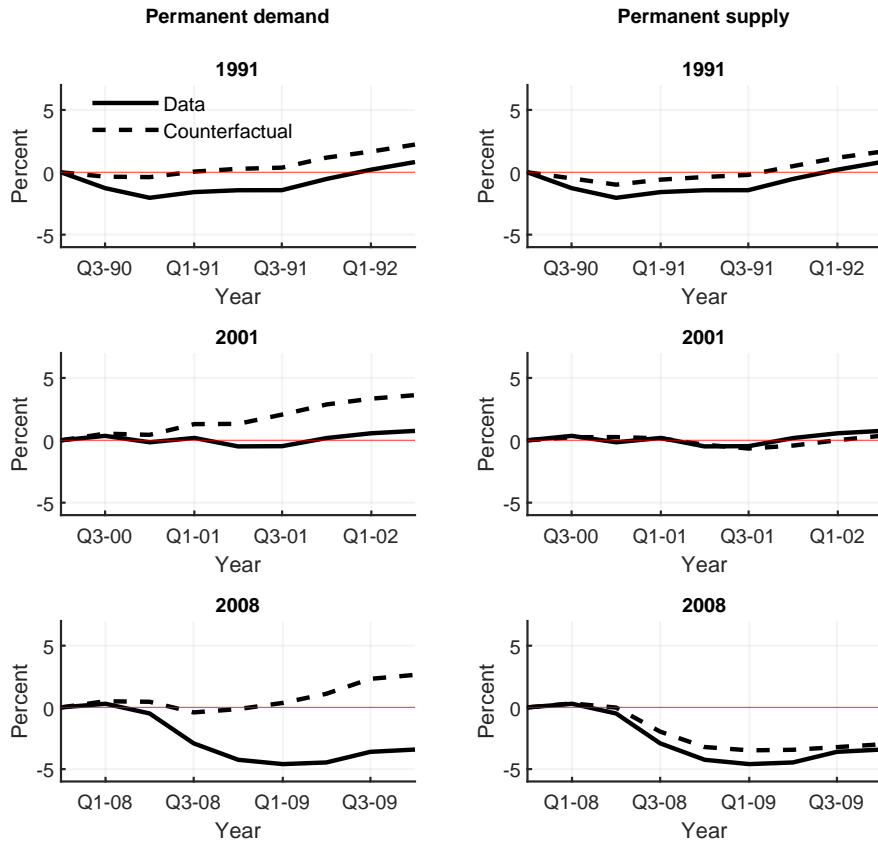 Permanent demand Permanent supply
1991 1991
Data
Counterfactual
5 5
0 0
-5 -5
Percent Percent
Q3-90 Q1-91 Q3-91 Q1-92 Q3-90 Q1-91 Q3-91 Q1-92
Year Year
2001 2001
5 5
0 0
-5 -5
Percent Percent
Q3-00 Q1-01 Q3-01 Q1-02 Q3-00 Q1-01 Q3-01 Q1-02
Year Year
2008 2008
5 5
0 0
-5 -5
Percent Percent
Q1-08 Q3-08 Q1-09 Q3-09 Q1-08 Q3-08 Q1-09 Q3-09
Year Year